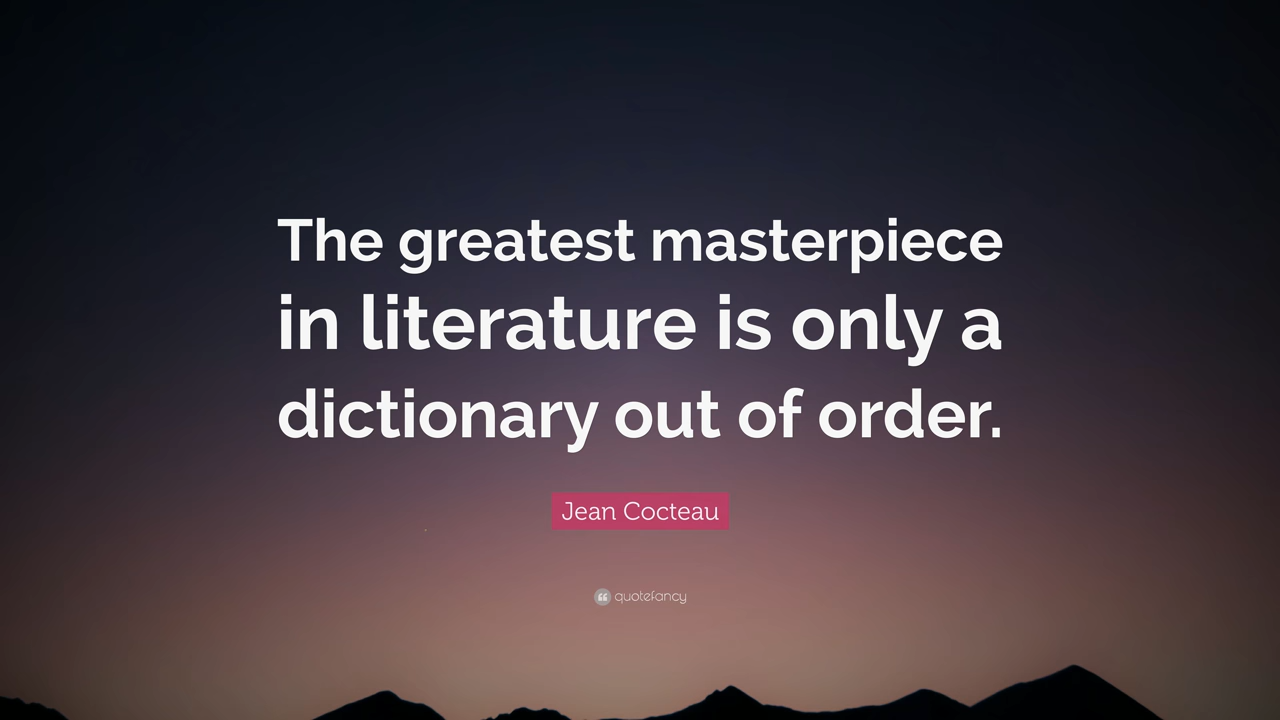 The greatest masterpiece
in literature is only a
dictionary out of order.
Jean Cocteau
quotefancy